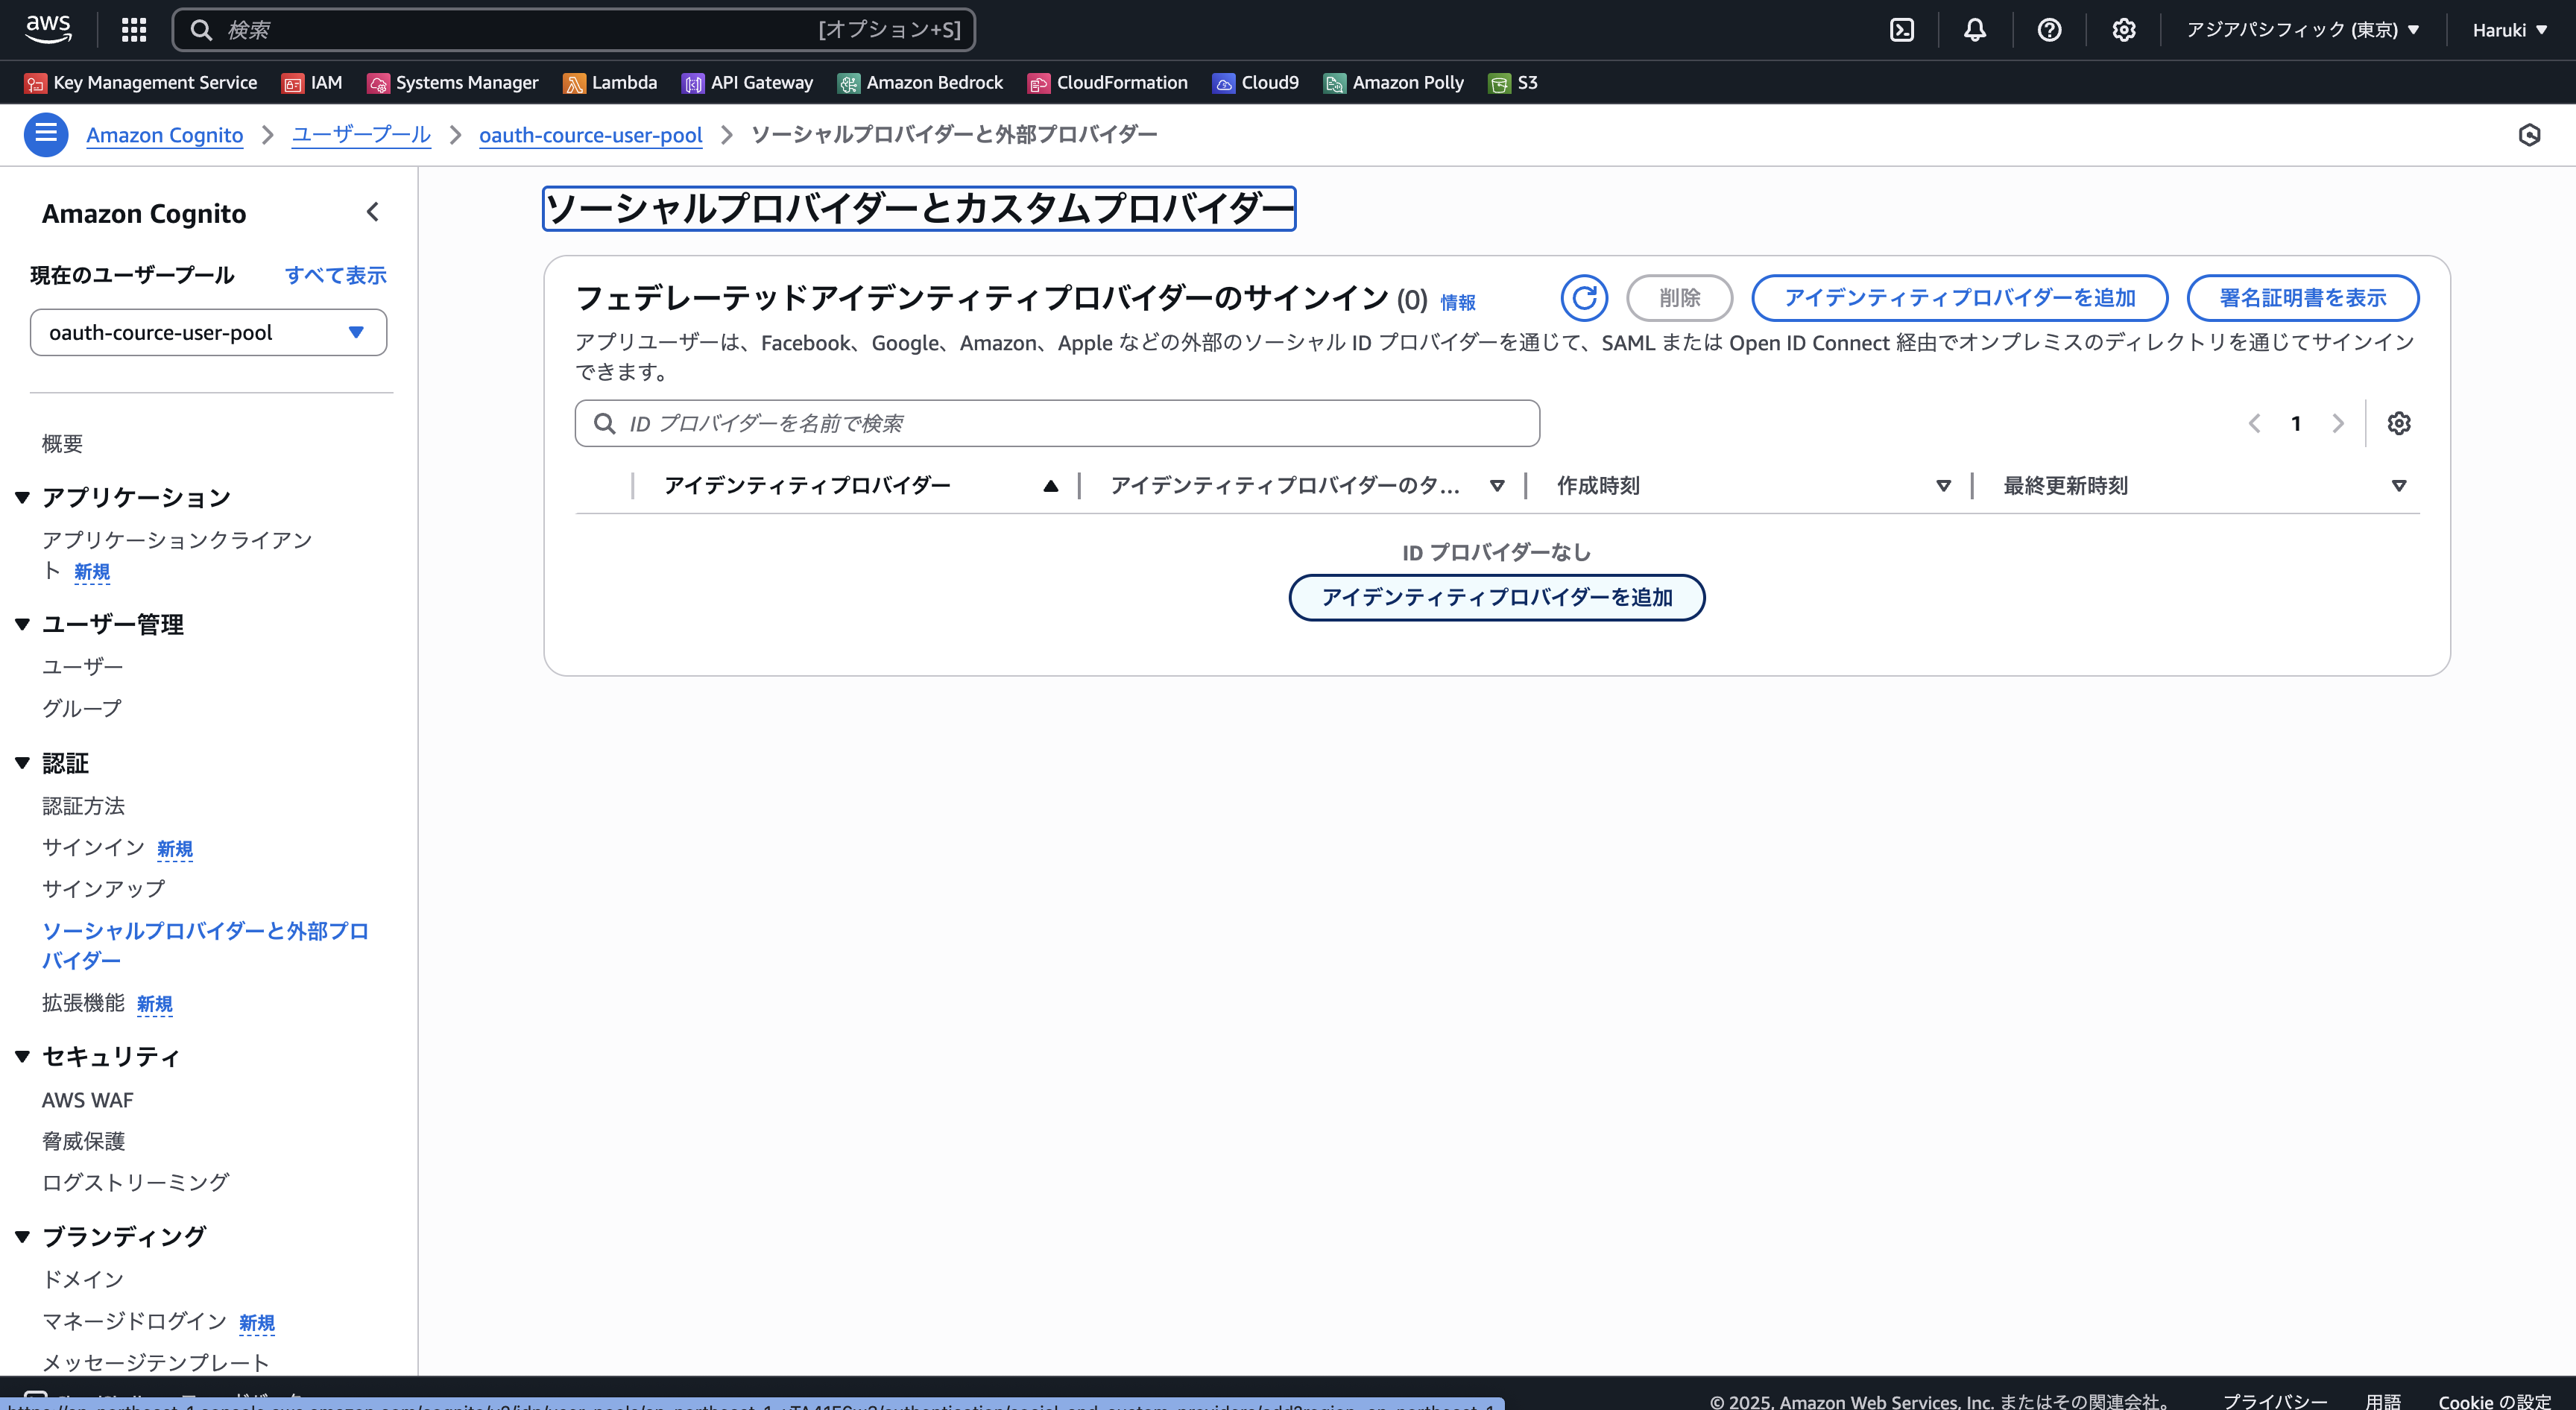 aws
検索
[オプション+S]
アジアパシフィック (東京)
Haruki
Key Management Service
IAM
Systems Manager
Lambda
API Gateway
Amazon Bedrock
CloudFormation
Cloud9
Amazon Polly
S3
Amazon Cognito
ユーザープール
oauth-cource-user-pool
ソーシャルプロバイダーと外部プロバイダー
Amazon Cognito
現在のユーザープール
すべて表示
oauth-cource-user-pool
概要
アプリケーション
アプリケーションクライアン
ト 新規
ユーザー管理
ユーザー
グループ
認証
認証方法
サインイン 新規
サインアップ
ソーシャルプロバイダーと外部プロ
バイダー
拡張機能 新規
セキュリティ
AWS WAF
脅威保護
ログストリーミング
ブランディング
ドメイン
マネージドログイン 新規
メッセージテンプレート
ソーシャルプロバイダーとカスタムプロバイダー
フェデレーテッドアイデンティティプロバイダーのサインイン (0) 情報
削除
アイデンティティプロバイダーを追加
署名証明書を表示
アプリユーザーは、Facebook、Google、Amazon、Apple などの外部のソーシャル ID プロバイダーを通じて、SAML または Open ID Connect 経由でオンプレミスのディレクトリを通じてサインイン
できます。
ID プロバイダーを名前で検索
1
アイデンティティプロバイダー
アイデンティティプロバイダーのタ...
作成時刻
最終更新時刻
ID プロバイダーなし
アイデンティティプロバイダーを追加
© 2025, Amazon Web Services, Inc. またはその関連会社。
プライバシー
用語
Cookie の設定